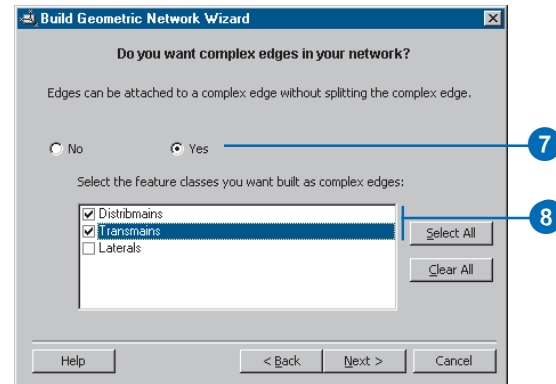 Build Geometric Network Wizard
Do you want complex edges in your network?
Edges can be attached to a complex edge without splitting the complex edge.
No Yes 7
Select the feature classes you want built as complex edges:
Distribmains
Transmains
Laterals
8
Select All
Clear All
Help < Back Next > Cancel